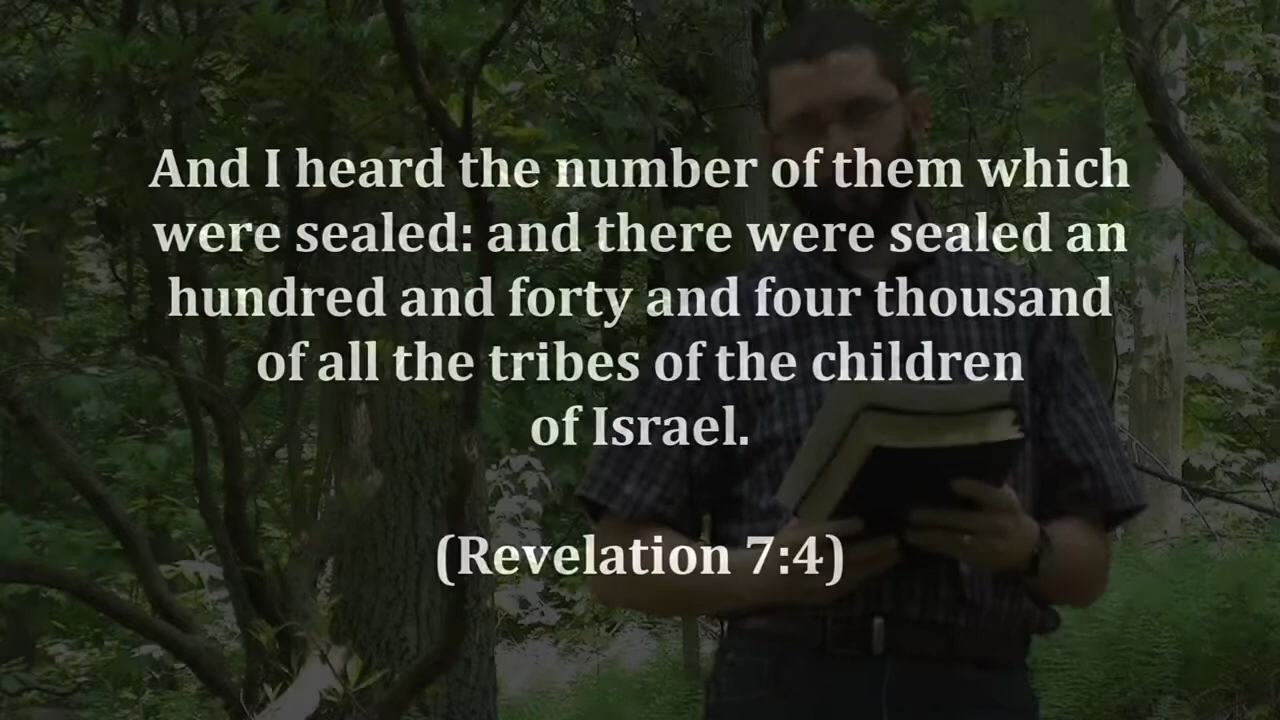 And I heard the number of them which
were sealed: and there were sealed an
hundred and forty and four thousand
of all the tribes of the children
of Israel.
(Revelation 7:4)